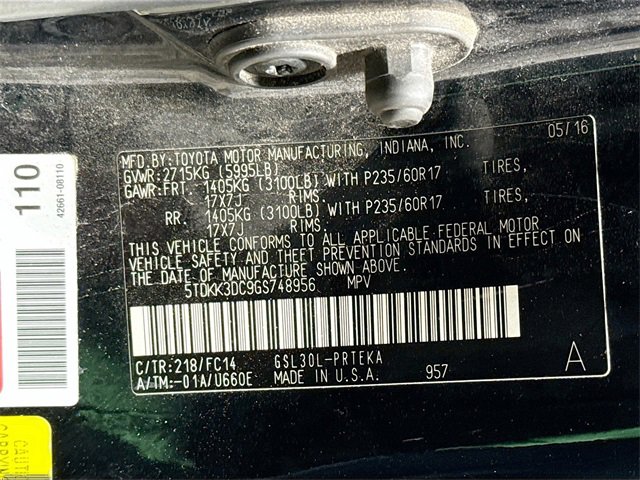 MFD.BY:TOYOTA MOTOR MANUFACTURING, INDIANA, INC. 05/16
GVWR:2715KG (5995LB)
GAWR:FRT. 1405KG (3100LB) WITH P235/60R17 TIRES,
17X7J RIMS.
RR. 1405KG (3100LB) WITH P235/60R17 TIRES,
17X7J RIMS.
THIS VEHICLE CONFORMS TO ALL APPLICABLE FEDERAL MOTOR
VEHICLE SAFETY AND THEFT PREVENTION STANDARDS IN EFFECT ON
THE DATE OF MANUFACTURE SHOWN ABOVE.
5TDKK3DC9GS748956 MPV
C/TR:218/FC14 GSL30L-PRTEKA
A/TM:-01A/U660E MADE IN U.S.A. 957 A
110
42661-08110